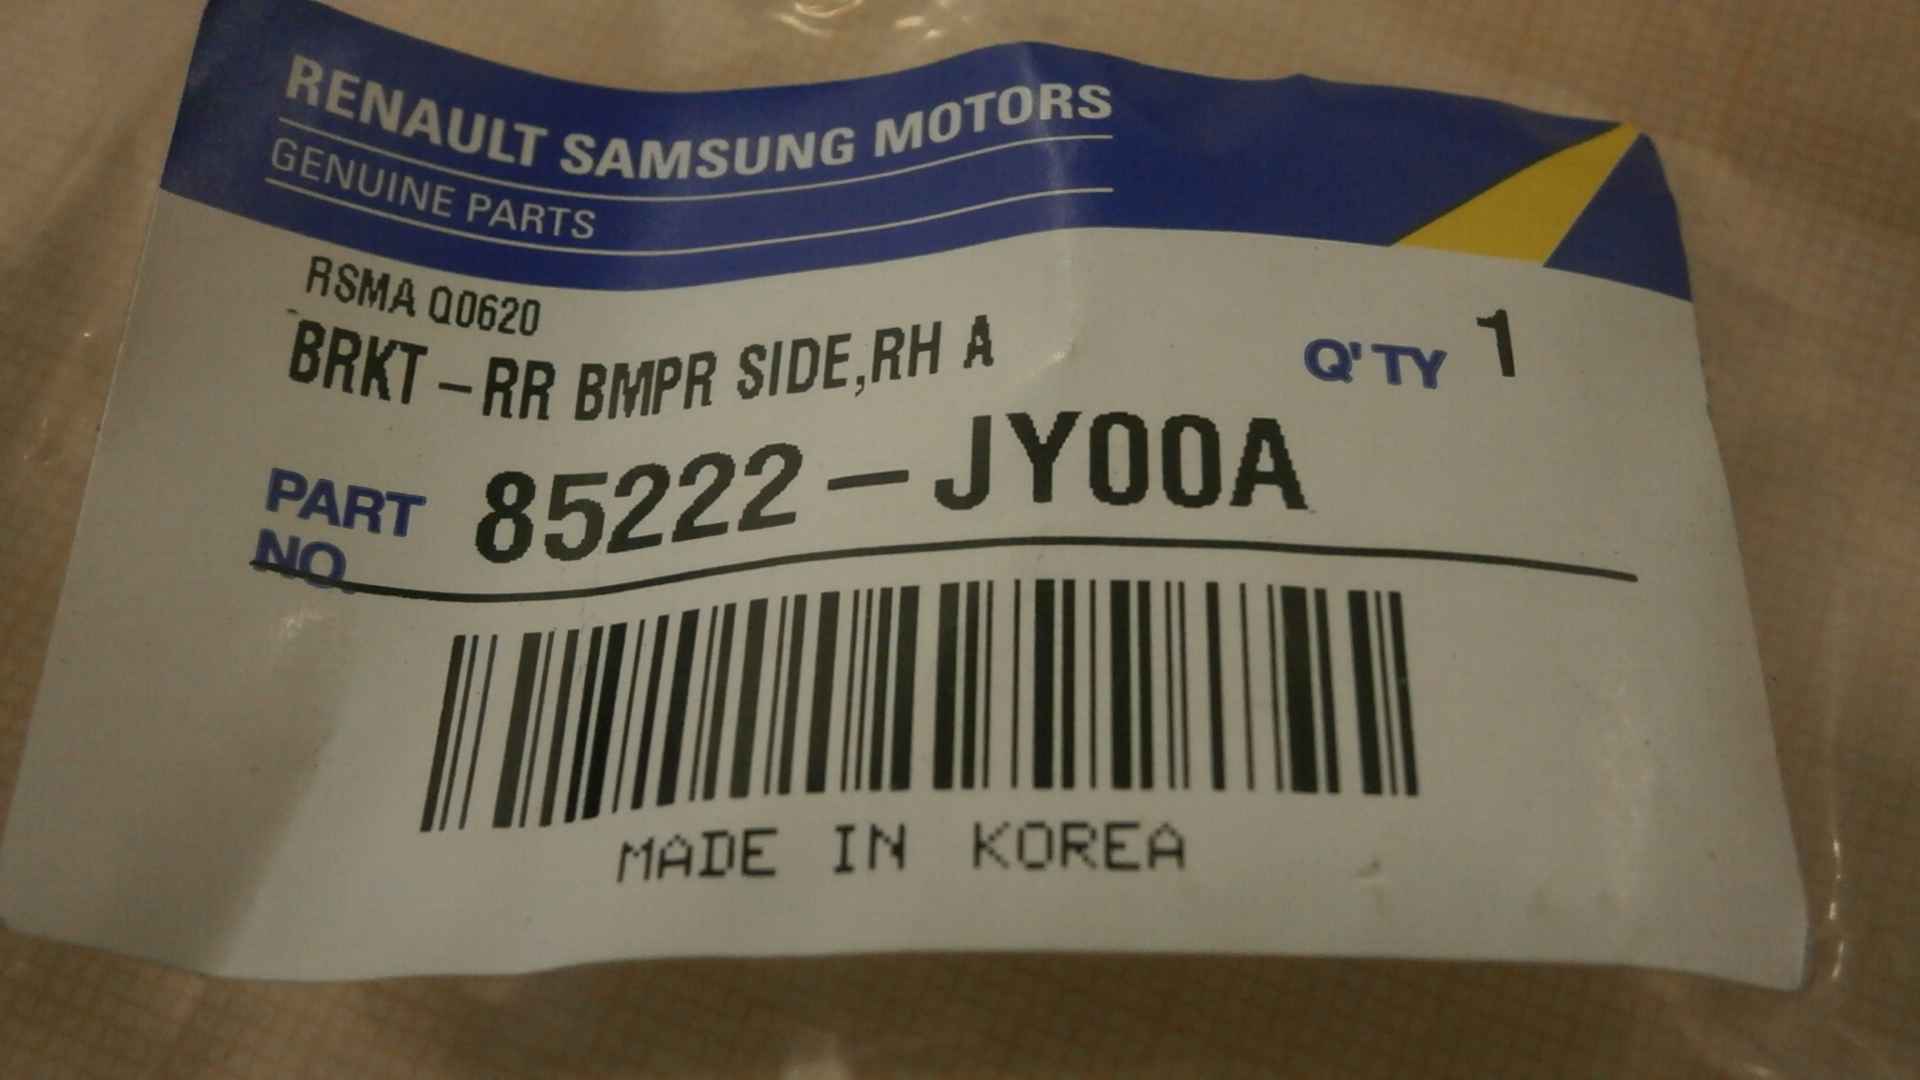 RENAULT SAMSUNG MOTORS
GENUINE PARTS
RSMA Q0620
BRKT-RR BMPR SIDE,RH A
Q'TY 1
PART NO. 85222-JY00A
MADE IN KOREA